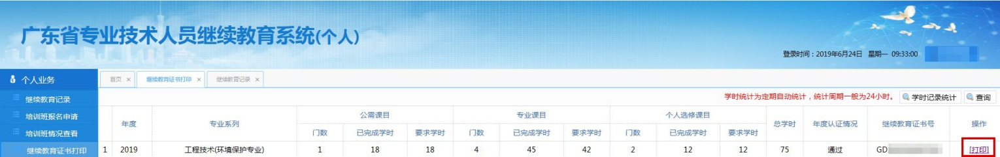 广东省专业技术人员继续教育系统(个人)
登录时间：2019年6月24日 星期一 09:33:00
个人业务
首页 × 继续教育证书打印 × 继续教育记录 ×
继续教育记录
学时统计为定期自动统计，统计周期一般为24小时。 学时记录统计 查询
培训班报名申请
培训班情况查看
继续教育证书打印
年度 专业系列 公需课目 专业课目 个人选修课目 总学时 年度认证情况 继续教育证书号 操作
门数 已完成学时 要求学时 门数 已完成学时 要求学时 门数 已完成学时 要求学时
1 2019 工程技术(环境保护专业) 1 18 18 4 45 42 2 12 12 75 通过 GD [打印]